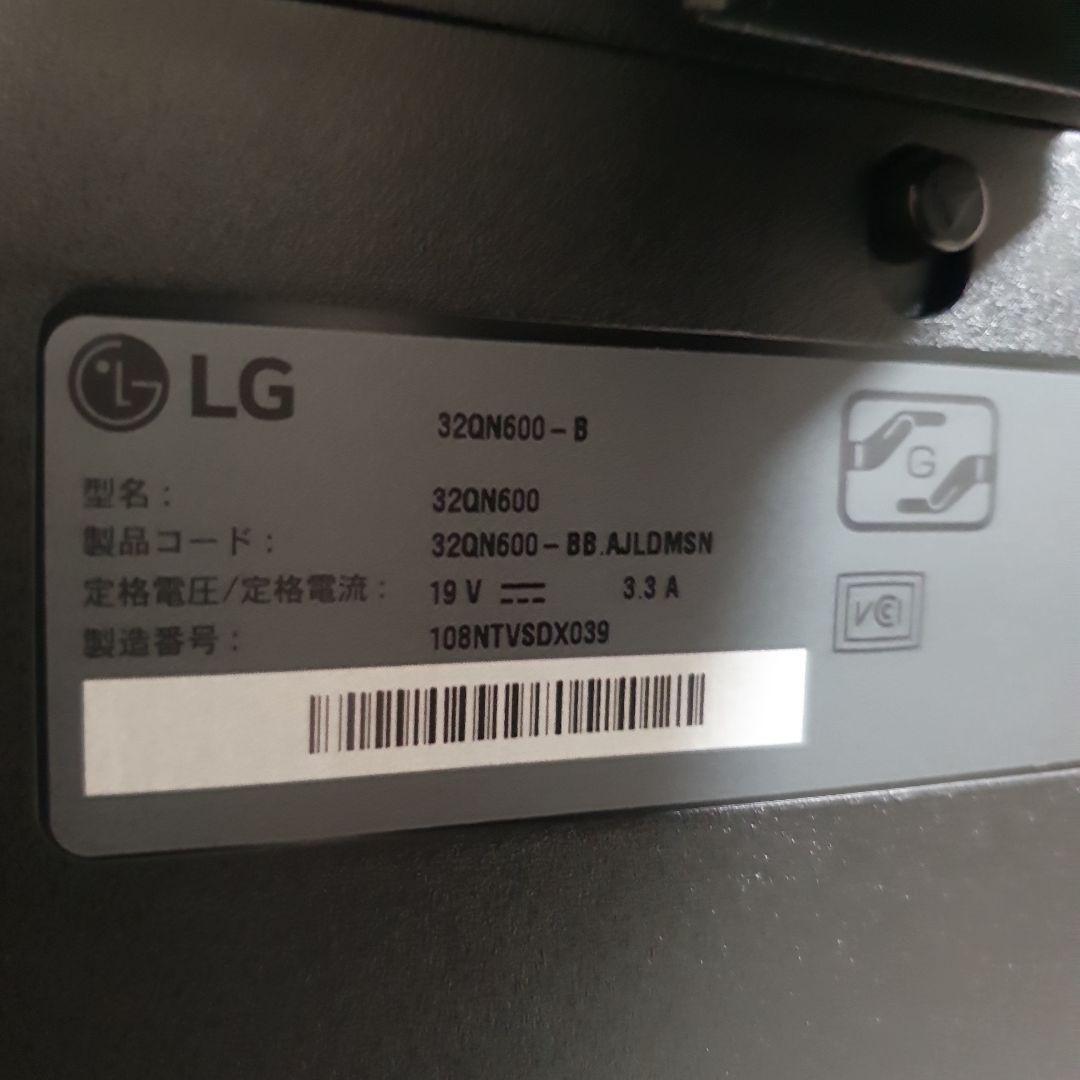 LG
32QN600-B
型名: 32QN600
製品コード: 32QN600-BB.AJLDMSN
定格電圧/定格電流: 19 V ⎓ 3.3 A
製造番号: 108NTVSDX039
G
VCCI